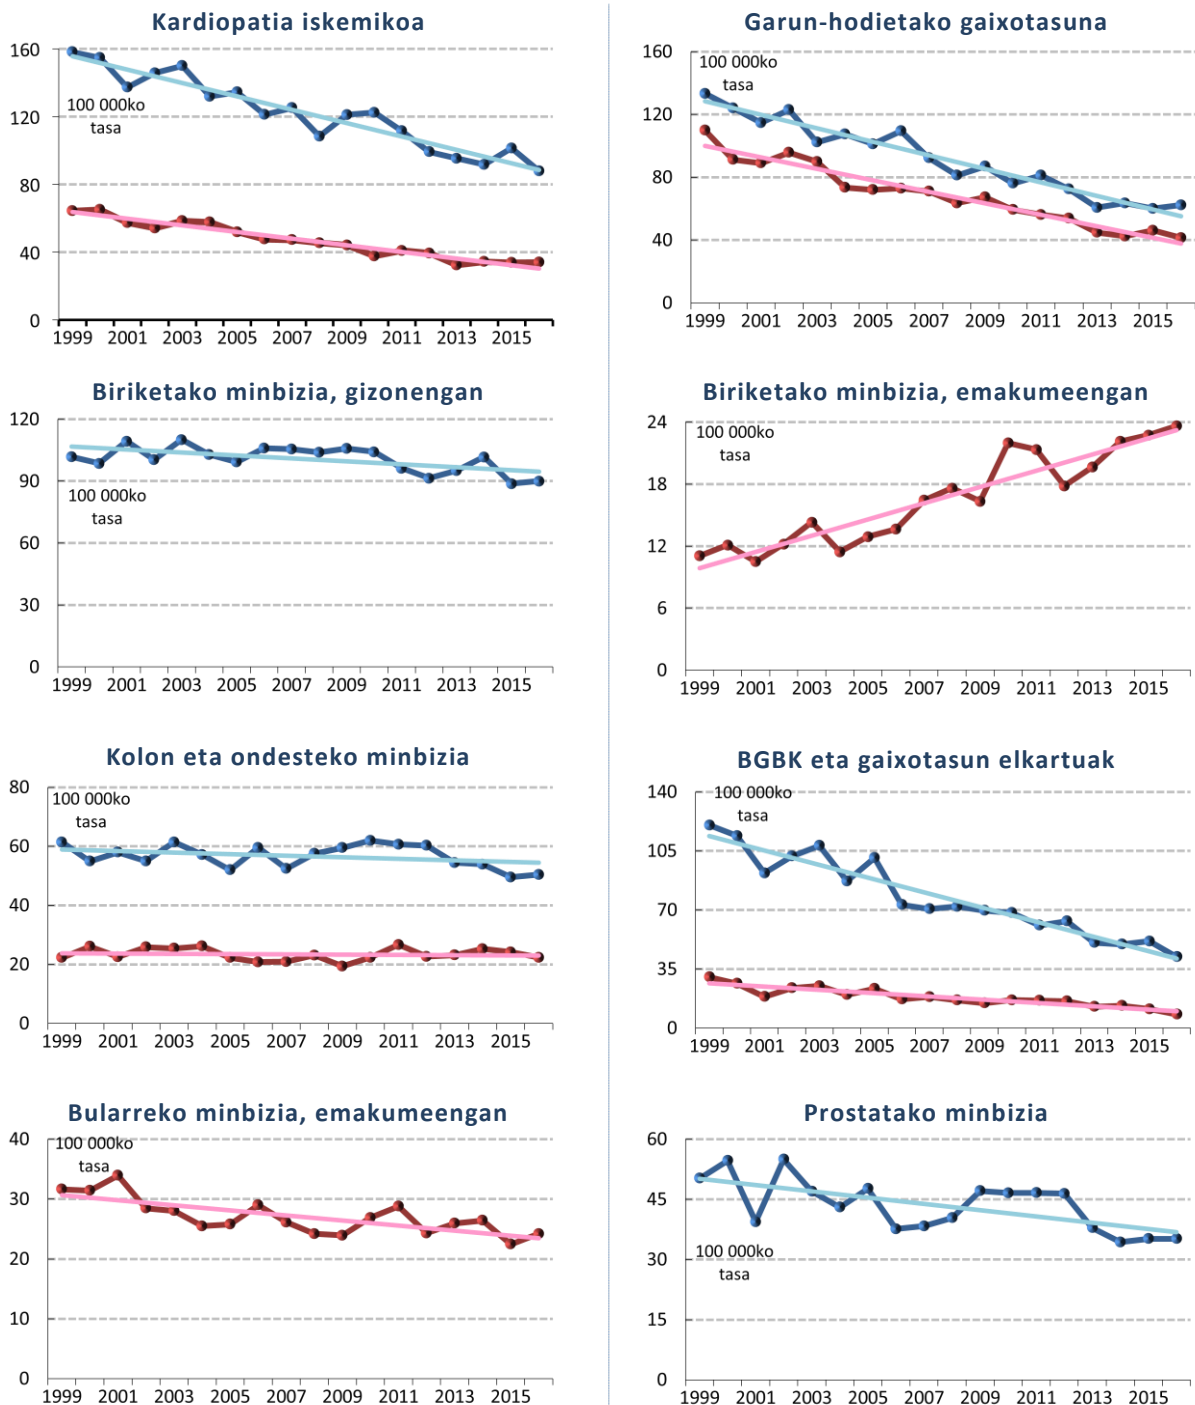 Kardiopatia iskemikoa
160
120
80
40
0
100 000ko
tasa
1999 2001 2003 2005 2007 2009 2011 2013 2015
Garun-hodietako gaixotasuna
160
120
80
40
0
100 000ko
tasa
1999 2001 2003 2005 2007 2009 2011 2013 2015
Biriketako minbizia, gizonengan
120
90
60
30
0
100 000ko
tasa
1999 2001 2003 2005 2007 2009 2011 2013 2015
Biriketako minbizia, emakumeengan
24
18
12
6
0
100 000ko
tasa
1999 2001 2003 2005 2007 2009 2011 2013 2015
Kolon eta ondesteko minbizia
80
60
40
20
0
100 000ko
tasa
1999 2001 2003 2005 2007 2009 2011 2013 2015
BGBK eta gaixotasun elkartuak
140
105
70
35
0
100 000ko
tasa
1999 2001 2003 2005 2007 2009 2011 2013 2015
Bularreko minbizia, emakumeengan
40
30
20
10
0
100 000ko
tasa
1999 2001 2003 2005 2007 2009 2011 2013 2015
Prostatako minbizia
60
45
30
15
0
100 000ko
tasa
1999 2001 2003 2005 2007 2009 2011 2013 2015